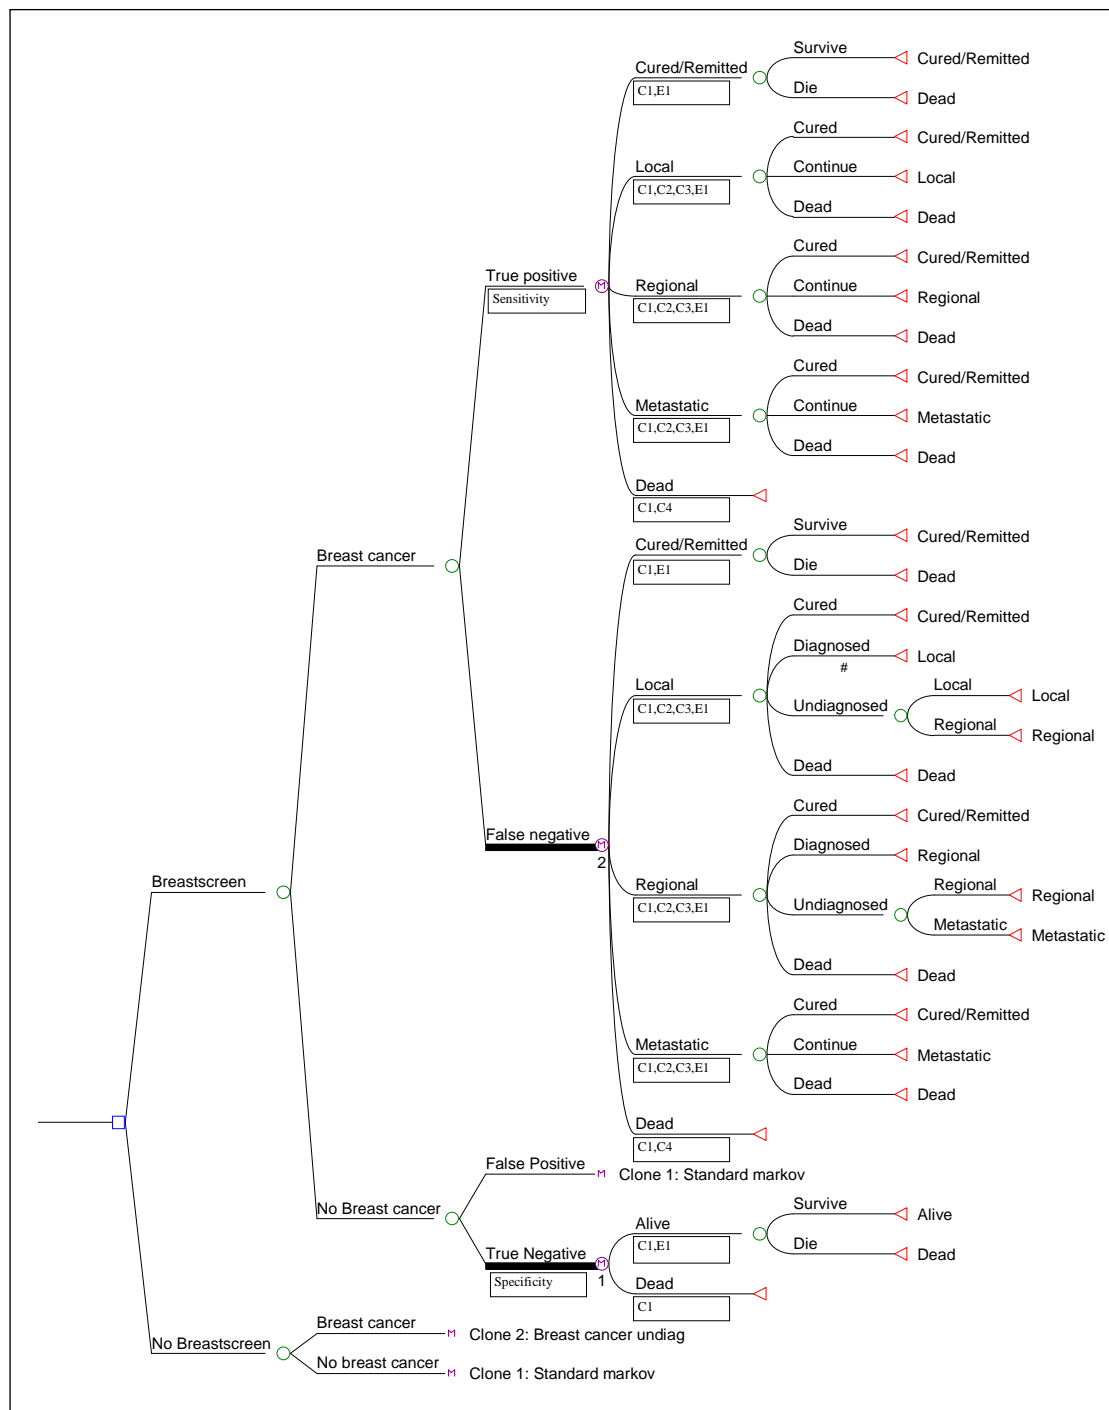 Survive
Cured/Remitted
Cured/Remitted
C1,E1
Die
Dead
Cured
Cured/Remitted
Local
C1,C2,C3,E1
Continue
Local
Dead
Dead
Cured
Cured/Remitted
True positive
Sensitivity
M
Regional
C1,C2,C3,E1
Continue
Regional
Dead
Dead
Cured
Cured/Remitted
Metastatic
C1,C2,C3,E1
Continue
Metastatic
Dead
Dead
Dead
C1,C4
Breast cancer
Survive
Cured/Remitted
Cured/Remitted
C1,E1
Die
Dead
Cured
Cured/Remitted
Diagnosed
#
Local
Local
C1,C2,C3,E1
Undiagnosed
Local
Local
Regional
Regional
Dead
Dead
False negative
M
2
Cured
Cured/Remitted
Diagnosed
Regional
Regional
C1,C2,C3,E1
Undiagnosed
Regional
Regional
Metastatic
Metastatic
Dead
Dead
Breastscreen
Cured
Cured/Remitted
Metastatic
C1,C2,C3,E1
Continue
Metastatic
Dead
Dead
Dead
C1,C4
False Positive
M
Clone 1: Standard markov
No Breast cancer
True Negative
Specificity
M
1
Alive
C1,E1
Survive
Alive
Die
Dead
Dead
C1
No Breastscreen
Breast cancer
M
Clone 2: Breast cancer undiag
No breast cancer
M
Clone 1: Standard markov